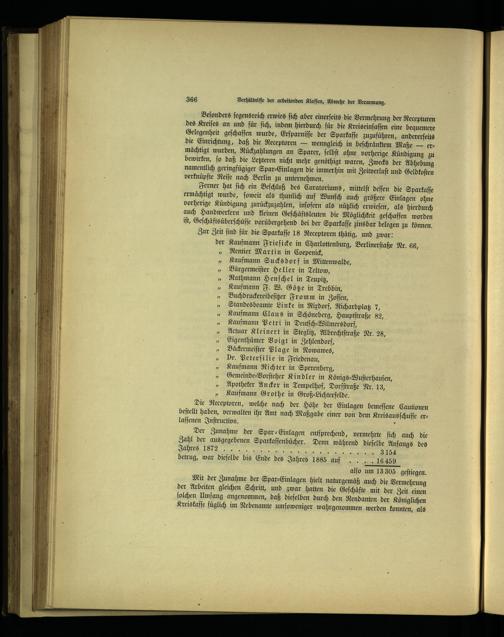 366 Verhältnisse der arbeitenden Klassen, Abwehr der Verarmung.
Besonders segensreich erwies sich aber einerseits die Vermehrung der Recepturen
des Kreises an und für sich, indem hierdurch für die Kreiseinsassen eine bequemere
Gelegenheit geschaffen wurde, Ersparnisse der Sparkasse zuzuführen, andererseits
die Einrichtung, daß die Receptoren — wenngleich in beschränktem Maße — er-
mächtigt wurden, Rückzahlungen an Sparer, selbst ohne vorherige Kündigung zu
bewirken, so daß die Letzteren nicht mehr genöthigt waren, Zwecks der Abhebung
namentlich geringfügiger Spar-Einlagen die immerhin mit Zeitverlust und Geldkosten
verknüpfte Reise nach Berlin zu unternehmen.
Ferner hat sich ein Beschluß des Curatoriums, mittelst dessen die Sparkasse
ermächtigt wurde, soweit als thunlich auf Wunsch auch größere Einlagen ohne
vorherige Kündigung zurückzuzahlen, insofern als nützlich erwiesen, als hierdurch
auch Handwerkern und kleinen Geschäftsleuten die Möglichkeit geschaffen worden
ist, Geschäftsüberschüsse vorübergehend bei der Sparkasse zinsbar belegen zu können.
Zur Zeit sind für die Sparkasse 18 Receptoren thätig, und zwar:
der Kaufmann Friesicke in Charlottenburg, Berlinerstraße Nr. 66,
„ Rentier Martin in Coepenick,
„ Kaufmann Sucksdorf in Mittenwalde,
„ Bürgermeister Heller in Teltow,
„ Rathmann Henschel in Teupitz,
„ Kaufmann F. W. Götze in Trebbin,
„ Buchdruckereibesitzer Fromm in Zossen,
„ Standesbeamte Linke in Rixdorf, Richardplatz 7,
„ Kaufmann Claus in Schöneberg, Hauptstraße 82,
„ Kaufmann Petri in Deutsch-Wilmersdorf,
„ Actuar Kleinert in Steglitz, Albrechtstraße Nr. 28,
„ Eigenthümer Voigt in Zehlendorf,
„ Bäckermeister Plage in Nowawes,
„ Dr. Petersilie in Friedenau,
„ Kaufmann Richter in Sperenberg,
„ Gemeinde-Vorsteher Kindler in Königs-Wusterhausen,
„ Apotheker Ancker in Tempelhof, Dorfstraße Nr. 13,
„ Kaufmann Grothe in Groß-Lichterfelde.
Die Receptoren, welche nach der Höhe der Einlagen bemessene Cautionen
bestellt haben, verwalten ihr Amt nach Maßgabe einer von dem Kreisausschusse er-
lassenen Instruction.
Der Zunahme der Spar-Einlagen entsprechend, vermehrte sich auch die
Zahl der ausgegebenen Sparkassenbücher. Denn während dieselbe Anfangs des
Jahres 1872 . . . . . . . . . . . . . . . . . . . . 3 154
betrug, war dieselbe bis Ende des Jahres 1885 auf . . . . 16 459
also um 13 305 gestiegen.
Mit der Zunahme der Spar-Einlagen hielt naturgemäß auch die Vermehrung
der Arbeiten gleichen Schritt, und zwar hatten die Geschäfte mit der Zeit einen
solchen Umfang angenommen, daß dieselben durch den Rendanten der Königlichen
Kreiskasse füglich im Nebenamte umsoweniger wahrgenommen werden konnten, als